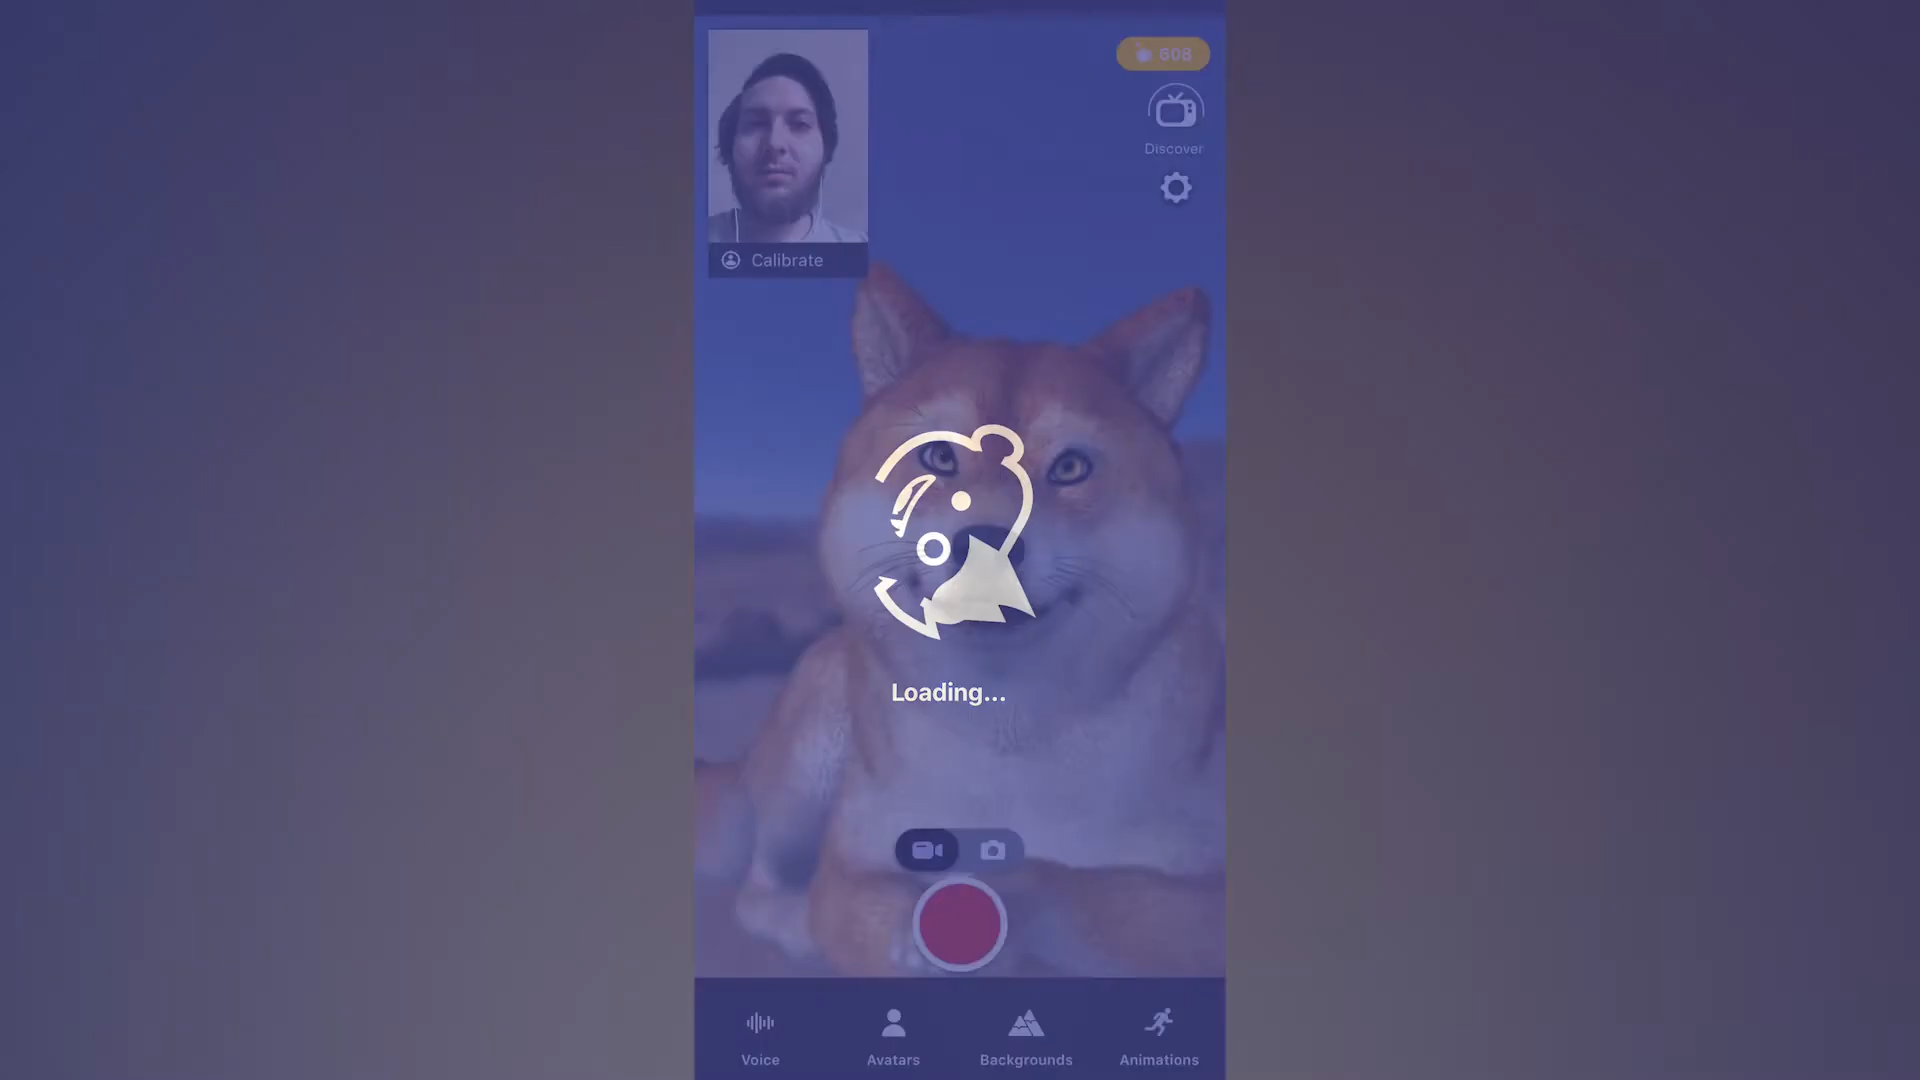 608
Discover
Calibrate
Loading...
Voice
Avatars
Backgrounds
Animations